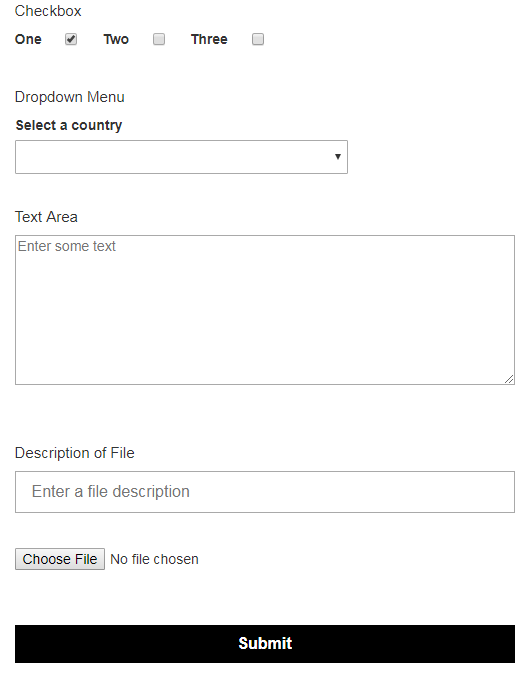 Checkbox
One Two Three
Dropdown Menu
Select a country
Text Area
Enter some text
Description of File
Enter a file description
Choose File No file chosen
Submit